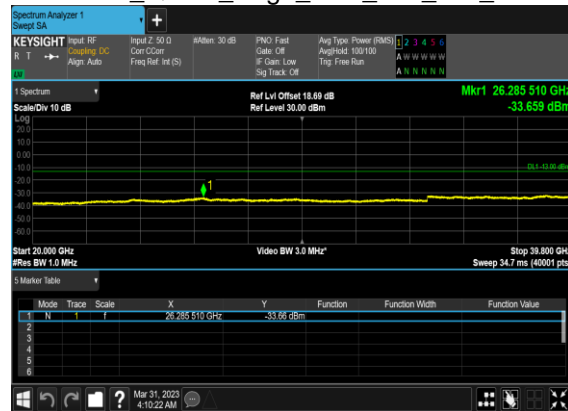 Spectrum Analyzer 1
Swept SA
+
KEYSIGHT Input: RF Input Z: 50 Ω #Atten: 30 dB PNO: Fast Avg Type: Power (RMS) 1 2 3 4 5 6
R T Coupling: DC Corr CCorr Gate: Off Avg|Hold: 100/100 A W W W W W
Align: Auto Freq Ref: Int (S) IF Gain: Low Trig: Free Run
LXI Sig Track: Off A N N N N N
1 Spectrum Ref Lvl Offset 18.69 dB Mkr1 26.285 510 GHz
Scale/Div 10 dB Ref Level 30.00 dBm -33.659 dBm
Log
20.0
10.0
0.00
-10.0 DL1 -13.00 dBm
-20.0
1
-30.0
-40.0
-50.0
-60.0
Start 20.000 GHz Video BW 3.0 MHz* Stop 39.800 GHz
#Res BW 1.0 MHz Sweep 34.7 ms (40001 pts)
5 Marker Table
Mode Trace Scale X Y Function Function Width Function Value
1 N 1 f 26.285 510 GHz -33.66 dBm
2
3
4
5
6
? Mar 31, 2023
4:10:22 AM